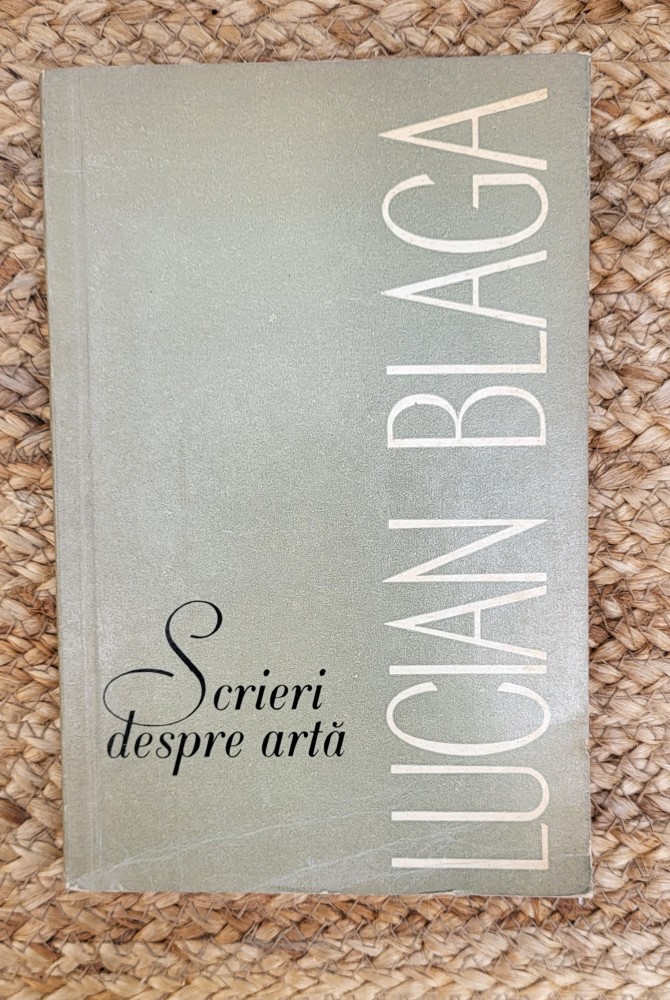 LUCIAN BLAGA
Scrieri
despre artă